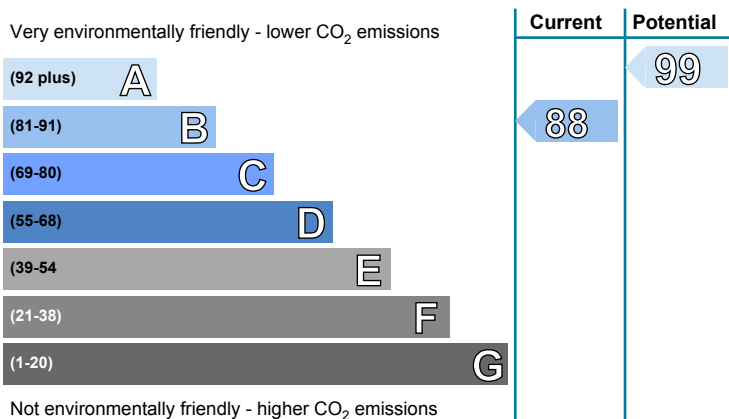 Very environmentally friendly - lower CO2 emissions
Current
Potential
(92 plus) A
99
(81-91) B
88
(69-80) C
(55-68) D
(39-54 E
(21-38) F
(1-20) G
Not environmentally friendly - higher CO2 emissions